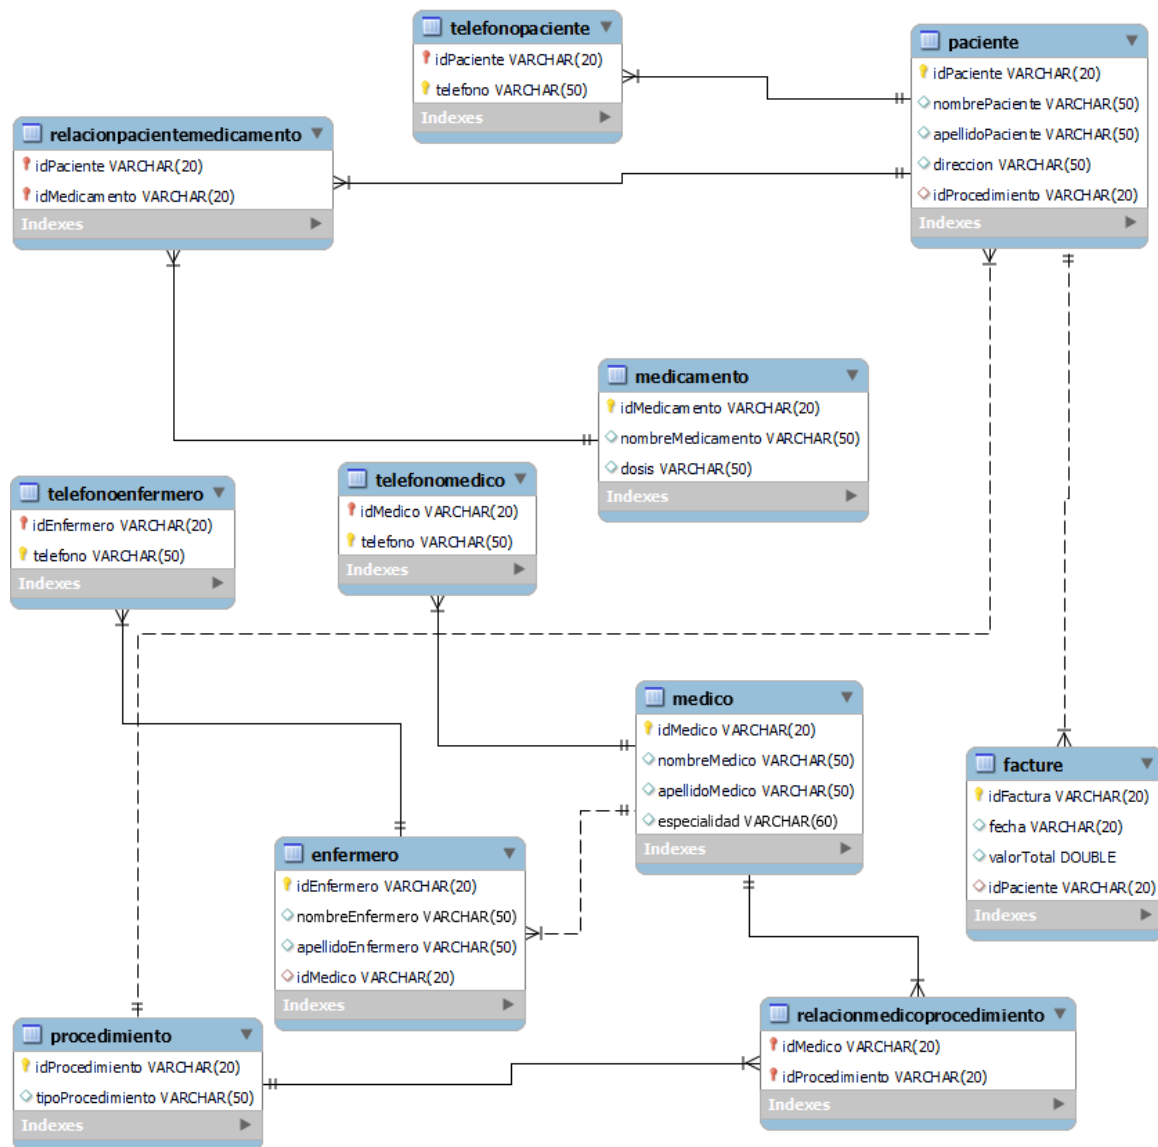 telefonopaciente
idPaciente VARCHAR(20)
telefono VARCHAR(50)
Indexes
paciente
idPaciente VARCHAR(20)
nombrePaciente VARCHAR(50)
apellidoPaciente VARCHAR(50)
direccion VARCHAR(50)
idProcedimiento VARCHAR(20)
Indexes
relacionpacientemedicamento
idPaciente VARCHAR(20)
idMedicamento VARCHAR(20)
Indexes
medicamento
idMedicamento VARCHAR(20)
nombreMedicamento VARCHAR(50)
dosis VARCHAR(50)
Indexes
telefonoenfermero
idEnfermero VARCHAR(20)
telefono VARCHAR(50)
Indexes
telefonomedico
idMedico VARCHAR(20)
telefono VARCHAR(50)
Indexes
medico
idMedico VARCHAR(20)
nombreMedico VARCHAR(50)
apellidoMedico VARCHAR(50)
especialidad VARCHAR(60)
Indexes
facture
idFactura VARCHAR(20)
fecha VARCHAR(20)
valorTotal DOUBLE
idPaciente VARCHAR(20)
Indexes
enfermero
idEnfermero VARCHAR(20)
nombreEnfermero VARCHAR(50)
apellidoEnfermero VARCHAR(50)
idMedico VARCHAR(20)
Indexes
procedimiento
idProcedimiento VARCHAR(20)
tipoProcedimiento VARCHAR(50)
Indexes
relacionmedicoprocedimiento
idMedico VARCHAR(20)
idProcedimiento VARCHAR(20)
Indexes